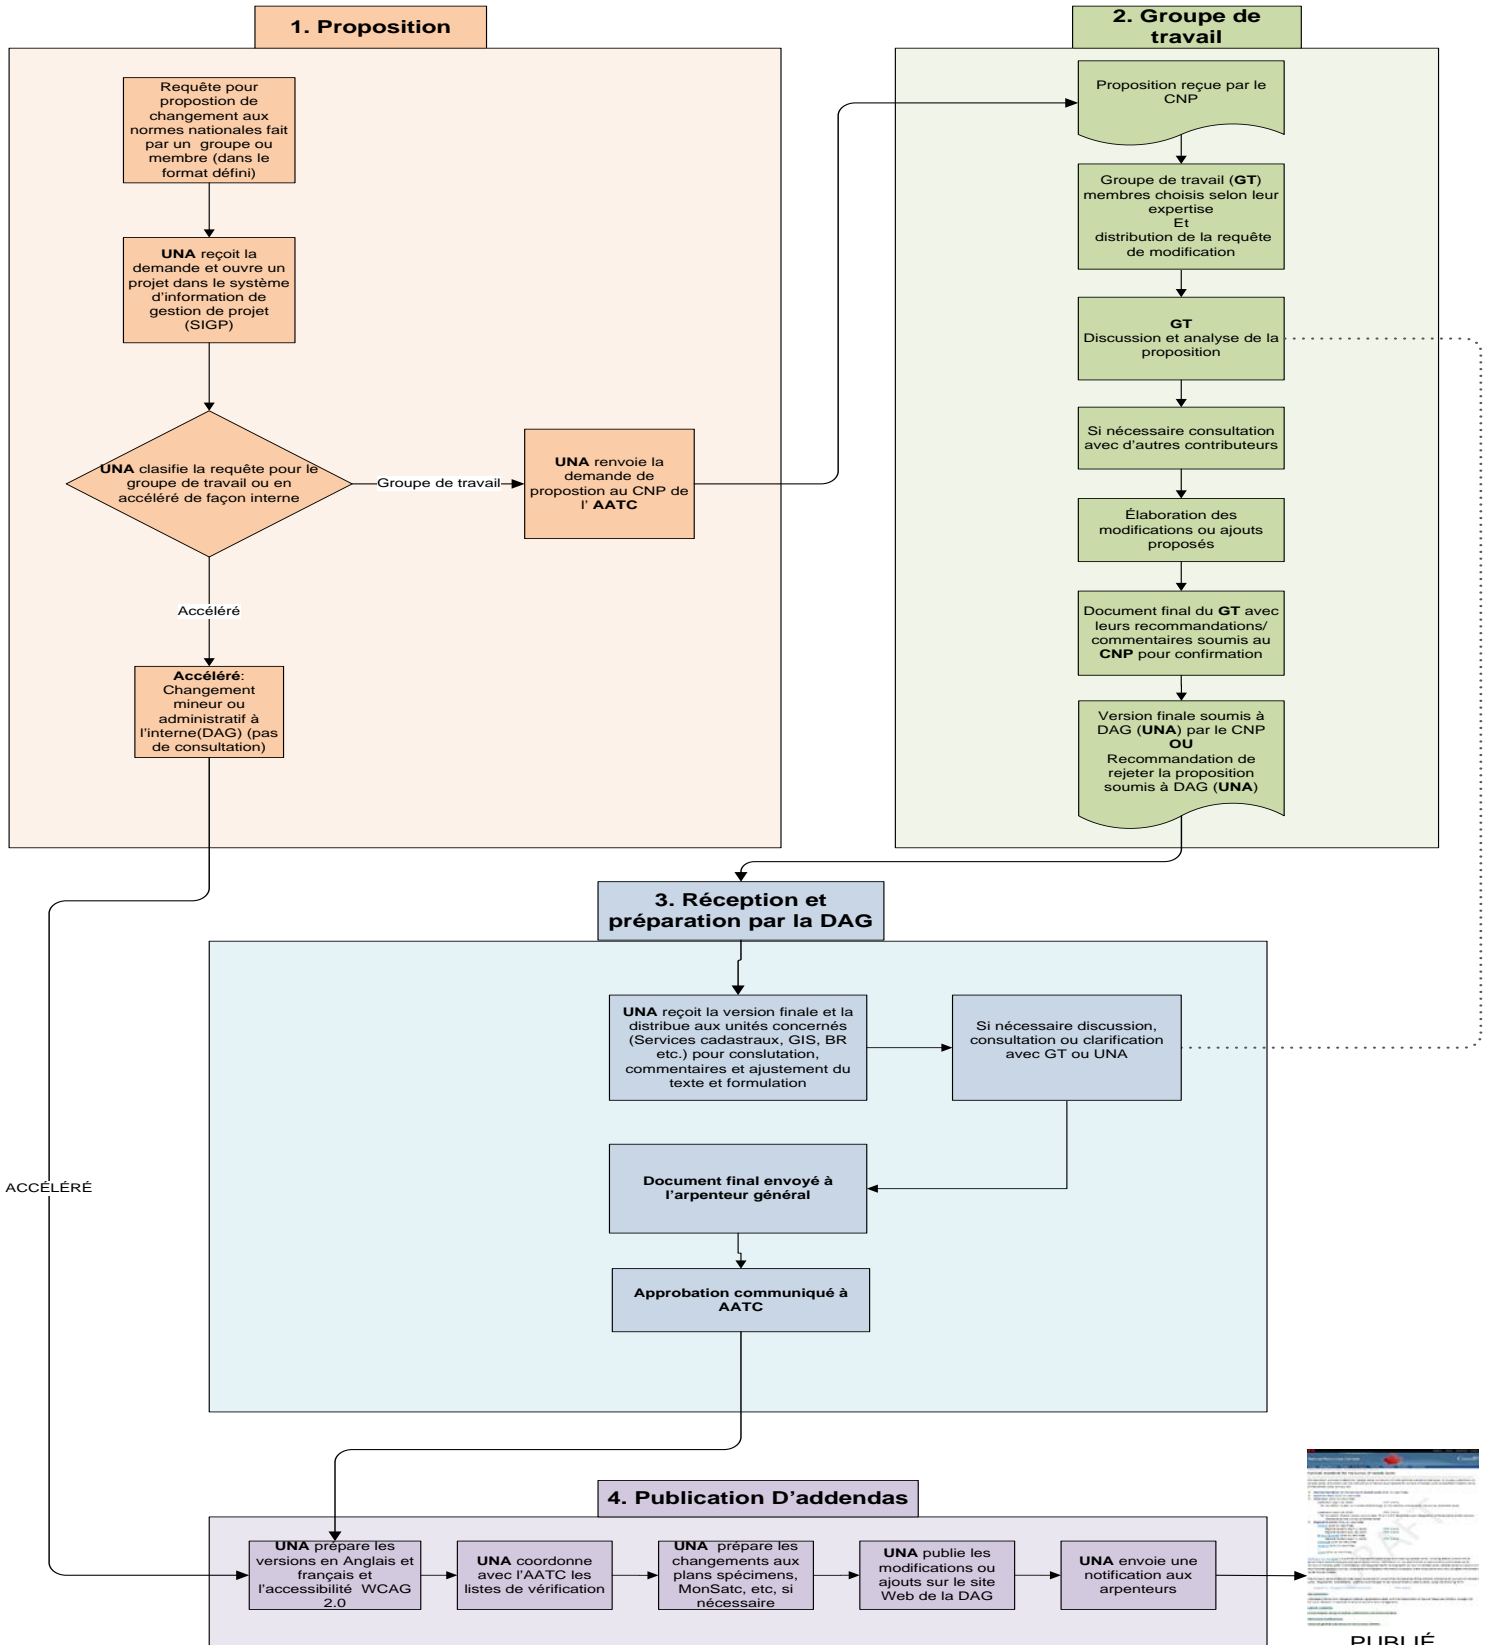 1. Proposition
Requête pour
propostion de
changement aux
normes nationales fait
par un groupe ou
membre (dans le
format défini)
UNA reçoit la
demande et ouvre un
projet dans le système
d'information de
gestion de projet
(SIGP)
UNA clasifie la requête pour le
groupe de travail ou en
accéléré de façon interne
Groupe de travail
UNA renvoie la
demande de
propostion au CNP de
l' AATC
Accéléré
Accéléré:
Changement
mineur ou
administratif à
l'interne(DAG) (pas
de consultation)
2. Groupe de
travail
Proposition reçue par le
CNP
Groupe de travail (GT)
membres choisis selon leur
expertise
Et
distribution de la requête
de modification
GT
Discussion et analyse de la
proposition
Si nécessaire consultation
avec d'autres contributeurs
Élaboration des
modifications ou ajouts
proposés
Document final du GT avec
leurs recommandations/
commentaires soumis au
CNP pour confirmation
Version finale soumis à
DAG (UNA) par le CNP
OU
Recommandation de
rejeter la proposition
soumis à DAG (UNA)
3. Réception et
préparation par la DAG
UNA reçoit la version finale et la
distribue aux unités concernés
(Services cadastraux, GIS, BR
etc.) pour conslutation,
commentaires et ajustement du
texte et formulation
Si nécessaire discussion,
consultation ou clarification
avec GT ou UNA
Document final envoyé à
l'arpenteur général
Approbation communiqué à
AATC
ACCÉLÉRÉ
4. Publication D'addendas
UNA prépare les
versions en Anglais et
français et
l'accessibilité WCAG
2.0
UNA coordonne
avec l'AATC les
listes de vérification
UNA prépare les
changements aux
plans spécimens,
MonSatc, etc, si
nécessaire
UNA publie les
modifications ou
ajouts sur le site
Web de la DAG
UNA envoie une
notification aux
arpenteurs
DRAFT
PUBLIÉ